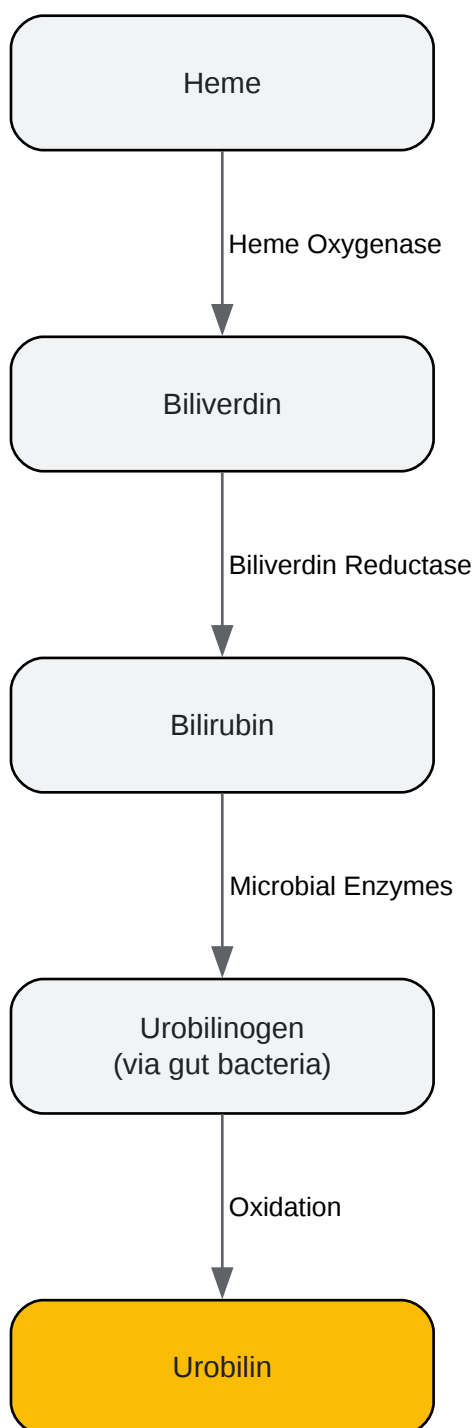 Heme
Heme Oxygenase
Biliverdin
Biliverdin Reductase
Bilirubin
Microbial Enzymes
Urobilinogen
(via gut bacteria)
Oxidation
Urobilin